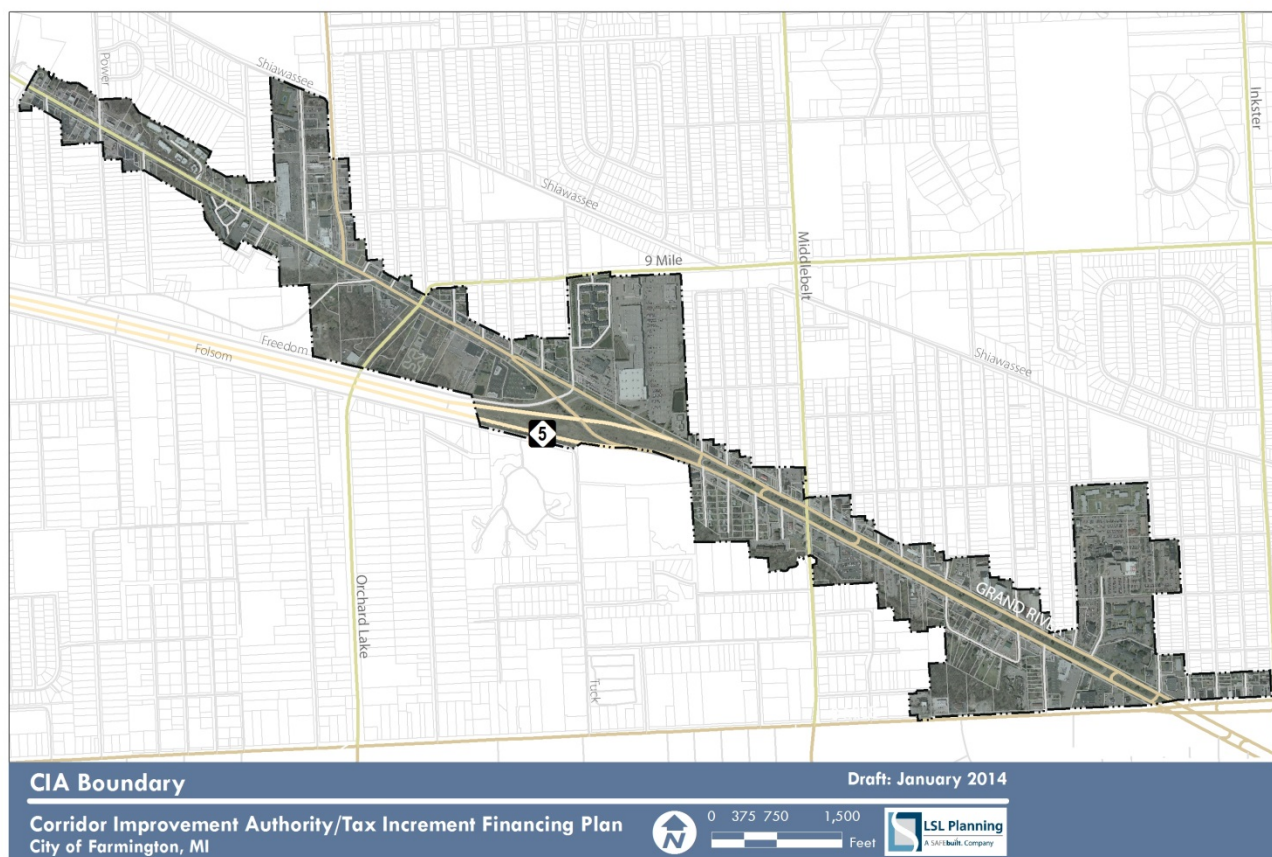 Power
Shiawassee
Inkster
Shiawassee
Middlebelt
9 Mile
Freedom
Folsom
Shiawassee
5
Orchard Lake
GRAND RIVE
Tuck
CIA Boundary
Draft: January 2014
Corridor Improvement Authority/Tax Increment Financing Plan
City of Farmington, MI
N
0 375 750 1,500
Feet
LSL Planning
A SAFEbuilt. Company